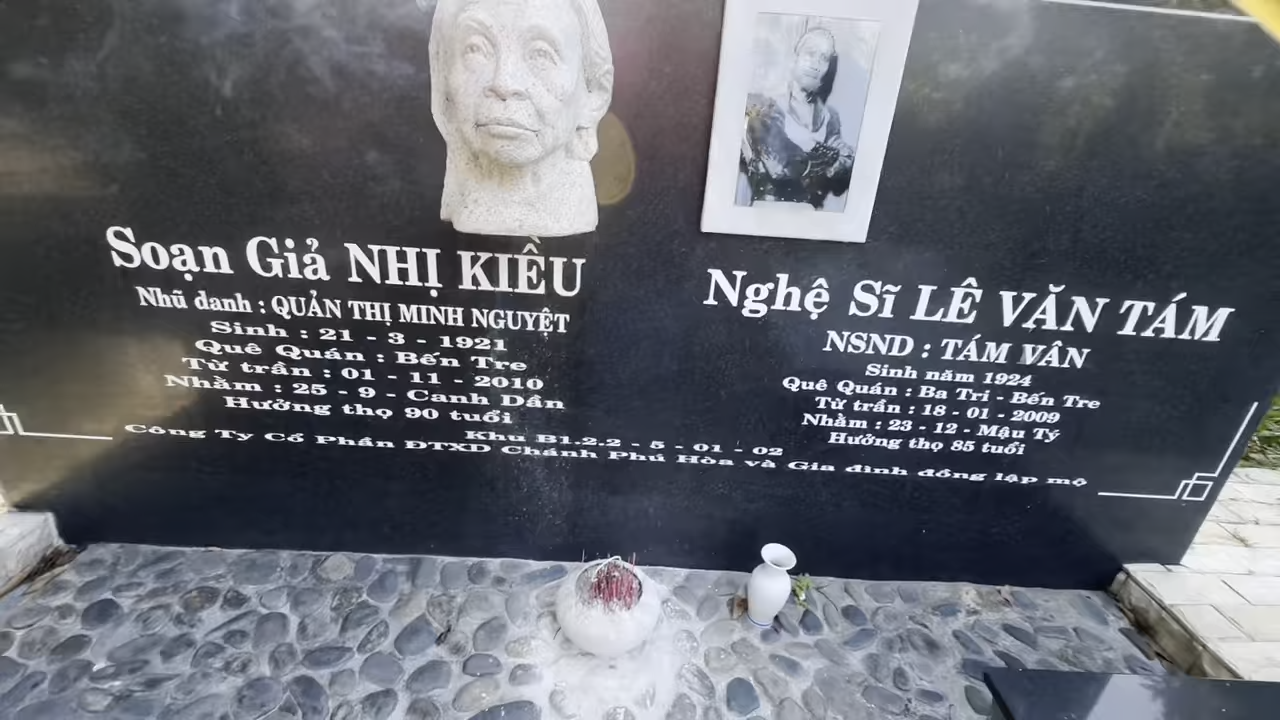 Soạn Giả NHỊ KIỀU
Nhũ danh : QUẢN THỊ MINH NGUYỆT
Sinh : 21 - 3 - 1921
Quê Quán : Bến Tre
Từ trần : 01 - 11 - 2010
Nhằm : 25 - 9 - Canh Dần
Hưởng thọ 90 tuổi
Nghệ Sĩ LÊ VĂN TÁM
NSND : TÁM VÂN
Sinh năm 1924
Quê Quán : Ba Tri - Bến Tre
Từ trần : 18 - 01 - 2009
Nhằm : 23 - 12 - Mậu Tý
Hưởng thọ 85 tuổi
Khu B1.2.2 - 5 - 01 - 02
Công Ty Cổ Phần ĐTXD Chánh Phú Hòa và Gia đình đồng lập mộ